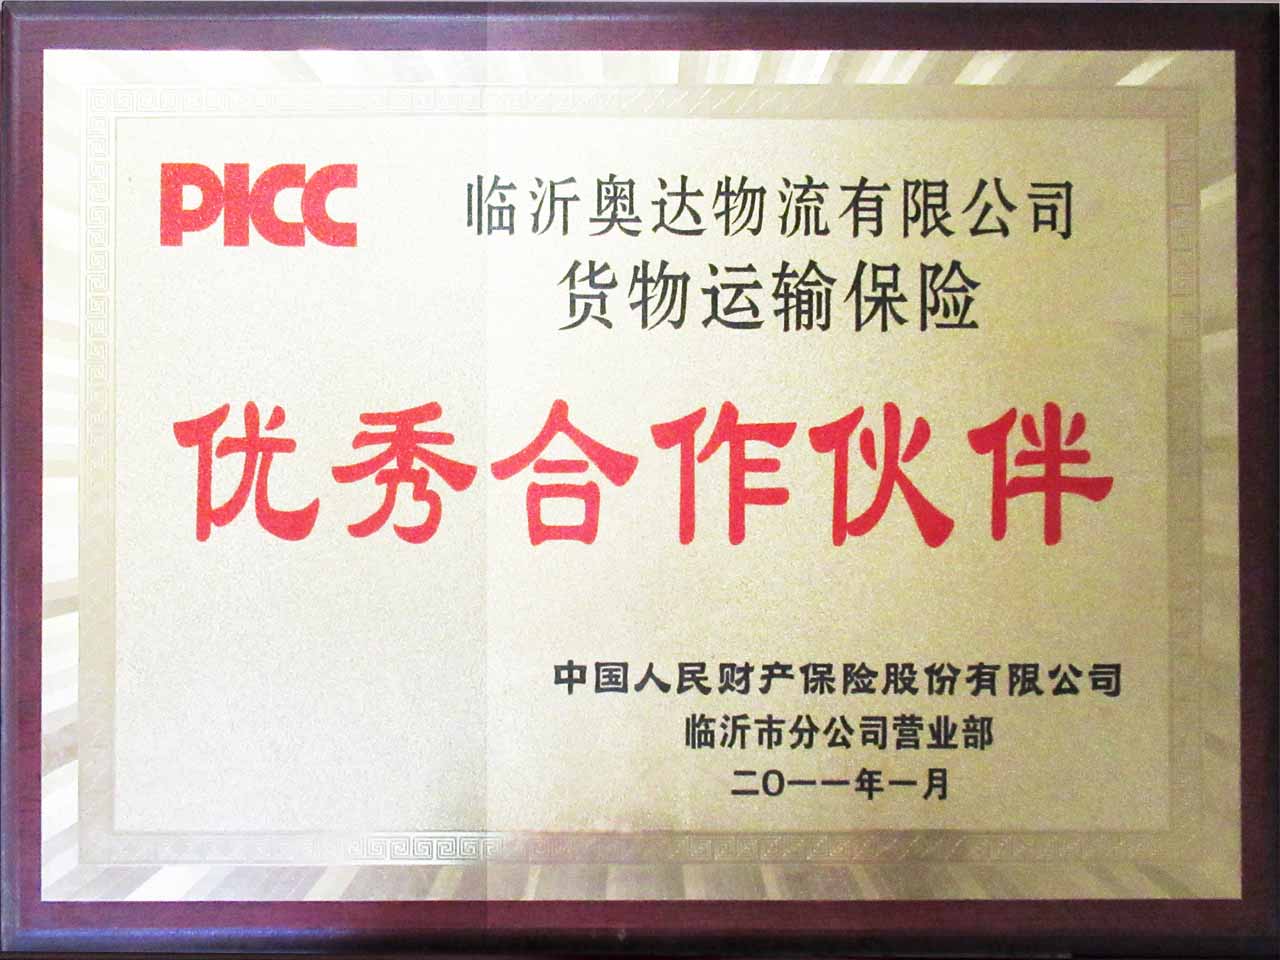 PICC
临沂奥达物流有限公司
货物运输保险
优秀合作伙伴
中国人民财产保险股份有限公司
临沂市分公司营业部
二〇一一年一月